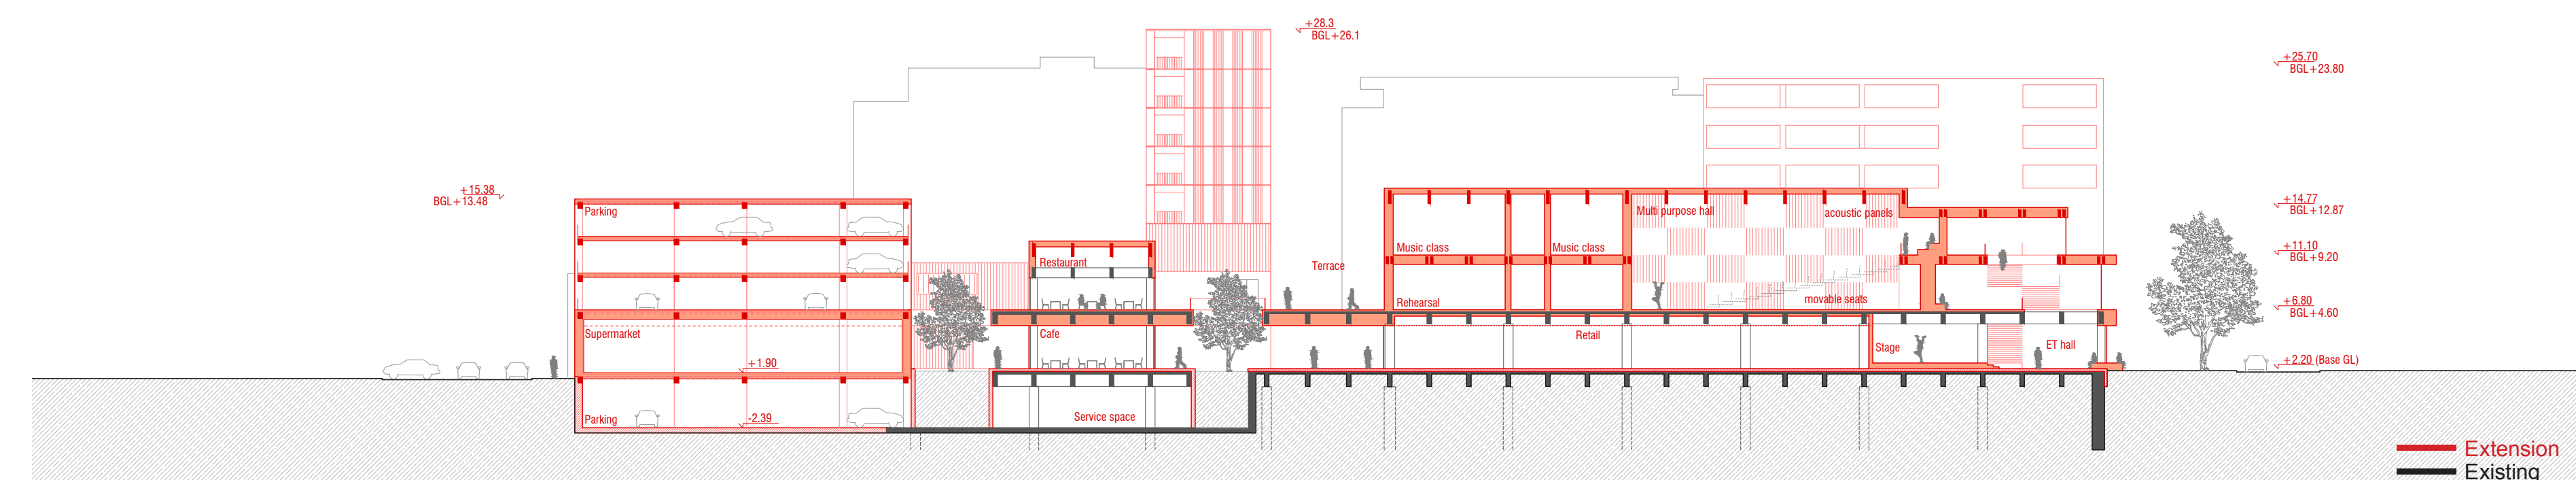 +28.3
BGL+26.1
+25.70
BGL+23.80
+15.38
BGL+13.48
+14.77
BGL+12.87
Parking
Multi purpose hall
acoustic panels
Music class
Music class
+11.10
BGL+9.20
Restaurant
Terrace
Rehearsal
movable seats
+6.80
BGL+4.60
Supermarket
Cafe
Retail
Stage
ET hall
+1.90
+2.20 (Base GL)
Parking
-2.39
Service space
Extension
Existing